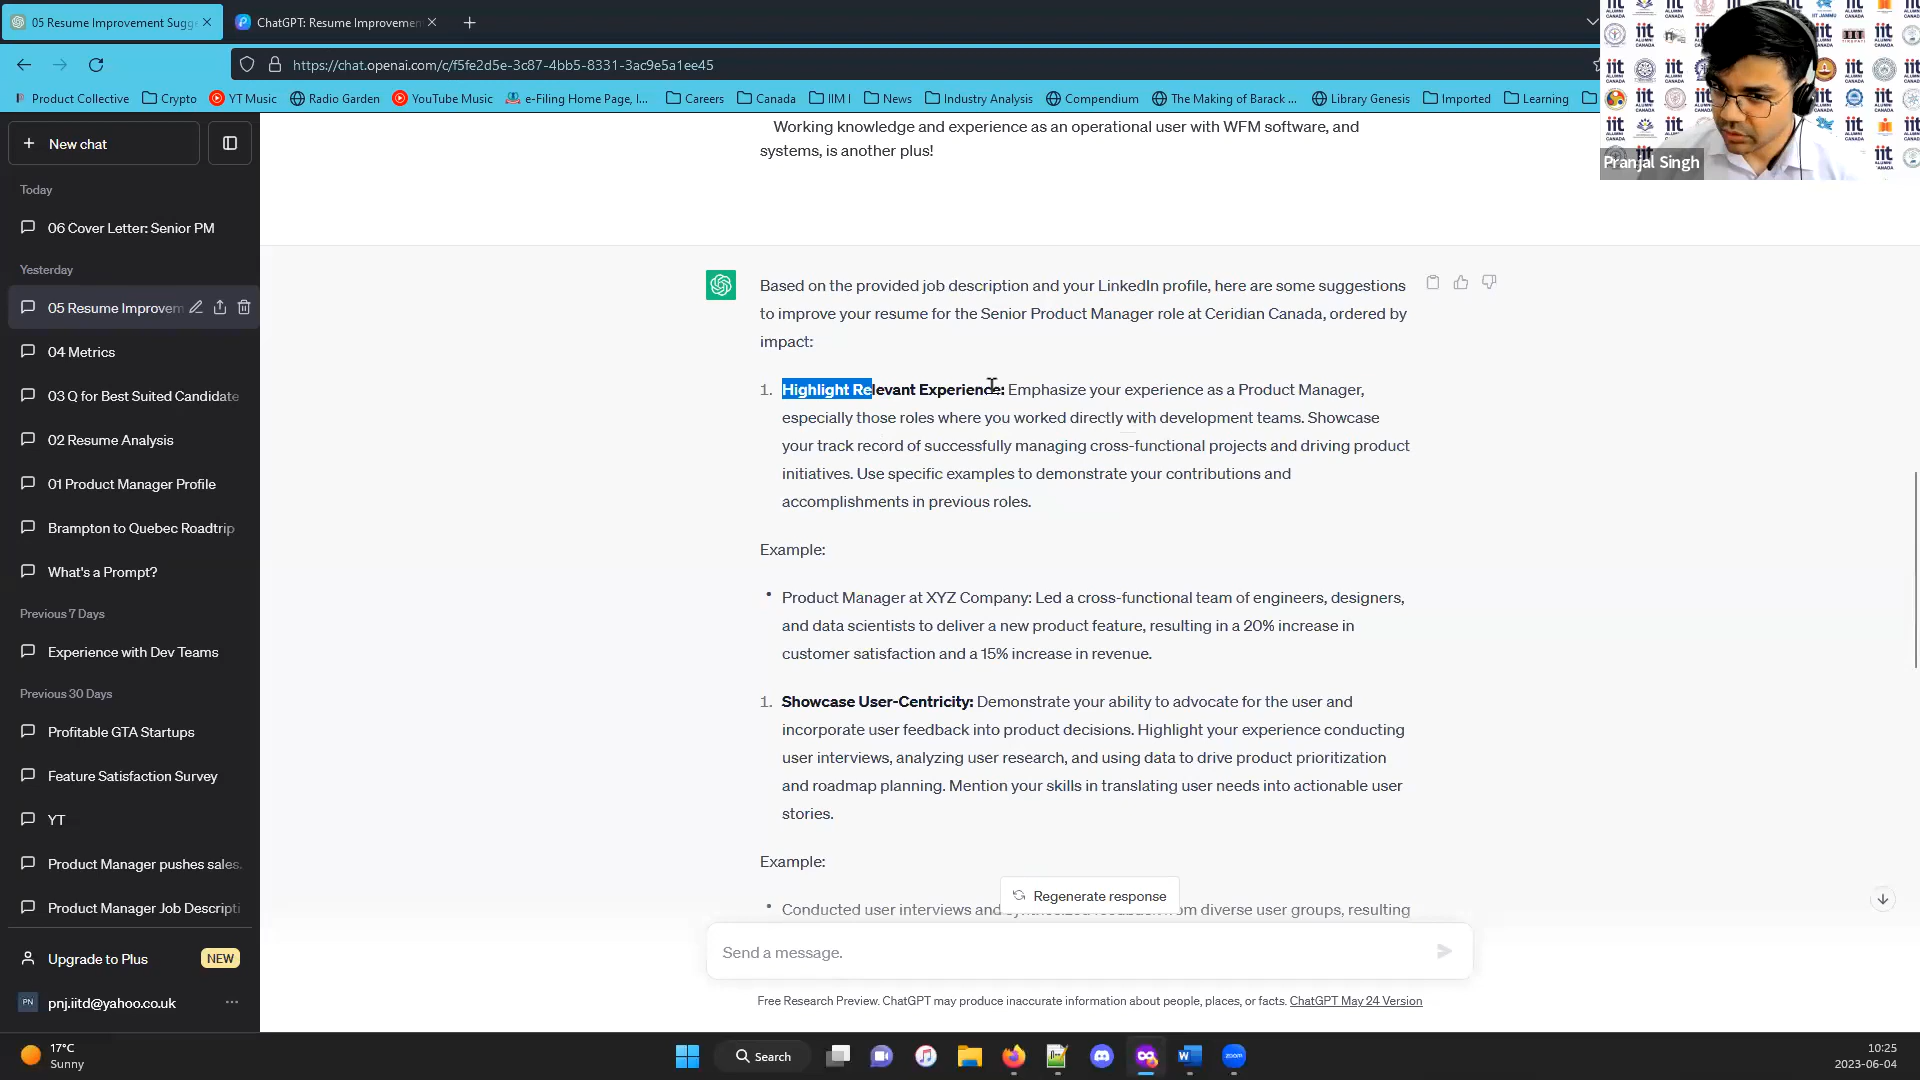 05 Resume Improvement Sugg
ChatGPT: Resume Improvemen
https://chat.openai.com/c/f5fe2d5e-3c87-4bb5-8331-3ac9e5a1ee45
Product Collective
Crypto
YT Music
Radio Garden
YouTube Music
e-Filing Home Page, I...
Careers
Canada
IIM I
News
Industry Analysis
Compendium
The Making of Barack ...
Library Genesis
Imported
Learning
Pranjal Singh
New chat
Today
06 Cover Letter: Senior PM
Yesterday
05 Resume Improvem
04 Metrics
03 Q for Best Suited Candidate
02 Resume Analysis
01 Product Manager Profile
Brampton to Quebec Roadtrip
What's a Prompt?
Previous 7 Days
Experience with Dev Teams
Previous 30 Days
Profitable GTA Startups
Feature Satisfaction Survey
YT
Product Manager pushes sales.
Product Manager Job Descripti
Upgrade to Plus
NEW
PN
pnj.iitd@yahoo.co.uk
Working knowledge and experience as an operational user with WFM software, and
systems, is another plus!
Based on the provided job description and your LinkedIn profile, here are some suggestions
to improve your resume for the Senior Product Manager role at Ceridian Canada, ordered by
impact:
1. Highlight Relevant Experience: Emphasize your experience as a Product Manager,
especially those roles where you worked directly with development teams. Showcase
your track record of successfully managing cross-functional projects and driving product
initiatives. Use specific examples to demonstrate your contributions and
accomplishments in previous roles.
Example:
• Product Manager at XYZ Company: Led a cross-functional team of engineers, designers,
and data scientists to deliver a new product feature, resulting in a 20% increase in
customer satisfaction and a 15% increase in revenue.
1. Showcase User-Centricity: Demonstrate your ability to advocate for the user and
incorporate user feedback into product decisions. Highlight your experience conducting
user interviews, analyzing user research, and using data to drive product prioritization
and roadmap planning. Mention your skills in translating user needs into actionable user
stories.
Example:
• Conducted user interviews and synthesized feedback from diverse user groups, resulting
Regenerate response
Send a message.
Free Research Preview. ChatGPT may produce inaccurate information about people, places, or facts. ChatGPT May 24 Version
17°C
Sunny
Search
zoom
10:25
2023-06-04